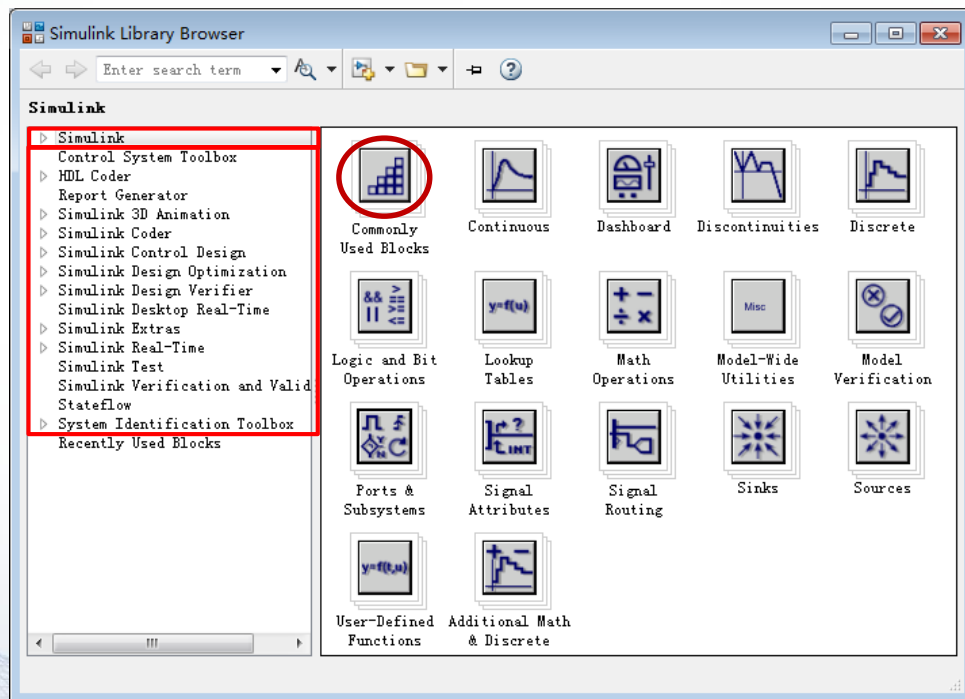 Simulink Library Browser
Enter search term
Simulink
Simulink
Control System Toolbox
HDL Coder
Report Generator
Simulink 3D Animation
Simulink Coder
Simulink Control Design
Simulink Design Optimization
Simulink Design Verifier
Simulink Desktop Real-Time
Simulink Extras
Simulink Real-Time
Simulink Test
Simulink Verification and Valid
Stateflow
System Identification Toolbox
Recently Used Blocks
Commonly
Used Blocks
Continuous
Dashboard
Discontinuities
Discrete
&& >
|| ==
<=
Logic and Bit
Operations
y=f(u)
Lookup
Tables
+ −
÷ ×
Math
Operations
Misc
Model-Wide
Utilities
Model
Verification
Y
N
Ports &
Subsystems
?
INT
Signal
Attributes
Signal
Routing
Sinks
Sources
y=f(t,u)
User-Defined
Functions
+ −
Additional Math
& Discrete